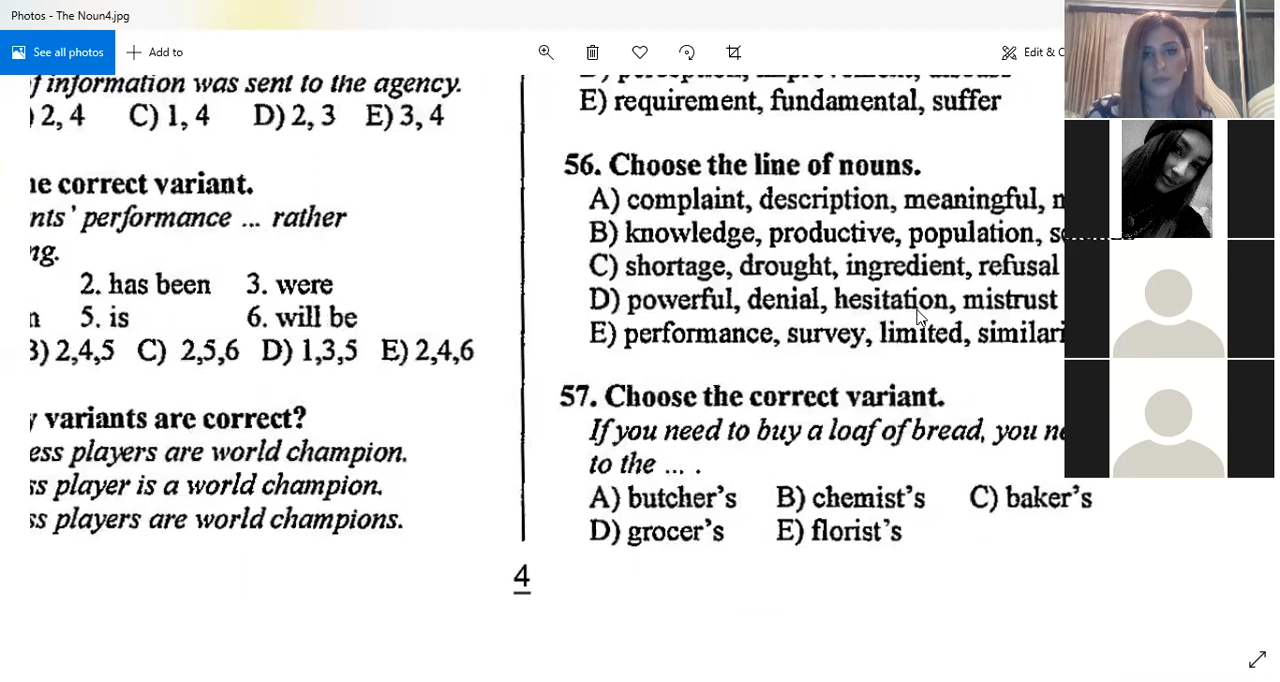 Photos - The Noun4.jpg
See all photos
Add to
Edit & C
f information was sent to the agency.
) 2, 4 C) 1, 4 D) 2, 3 E) 3, 4
ne correct variant.
nts' performance ... rather
ng.
2. has been 3. were
n 5. is 6. will be
3) 2,4,5 C) 2,5,6 D) 1,3,5 E) 2,4,6
y variants are correct?
ess players are world champion.
ss player is a world champion.
ss players are world champions.
E) requirement, fundamental, suffer
56. Choose the line of nouns.
A) complaint, description, meaningful,
B) knowledge, productive, population,
C) shortage, drought, ingredient, refusal
D) powerful, denial, hesitation, mistrust
E) performance, survey, limited, similari
57. Choose the correct variant.
If you need to buy a loaf of bread, you ne
to the ... .
A) butcher's B) chemist's C) baker's
D) grocer's E) florist's
4